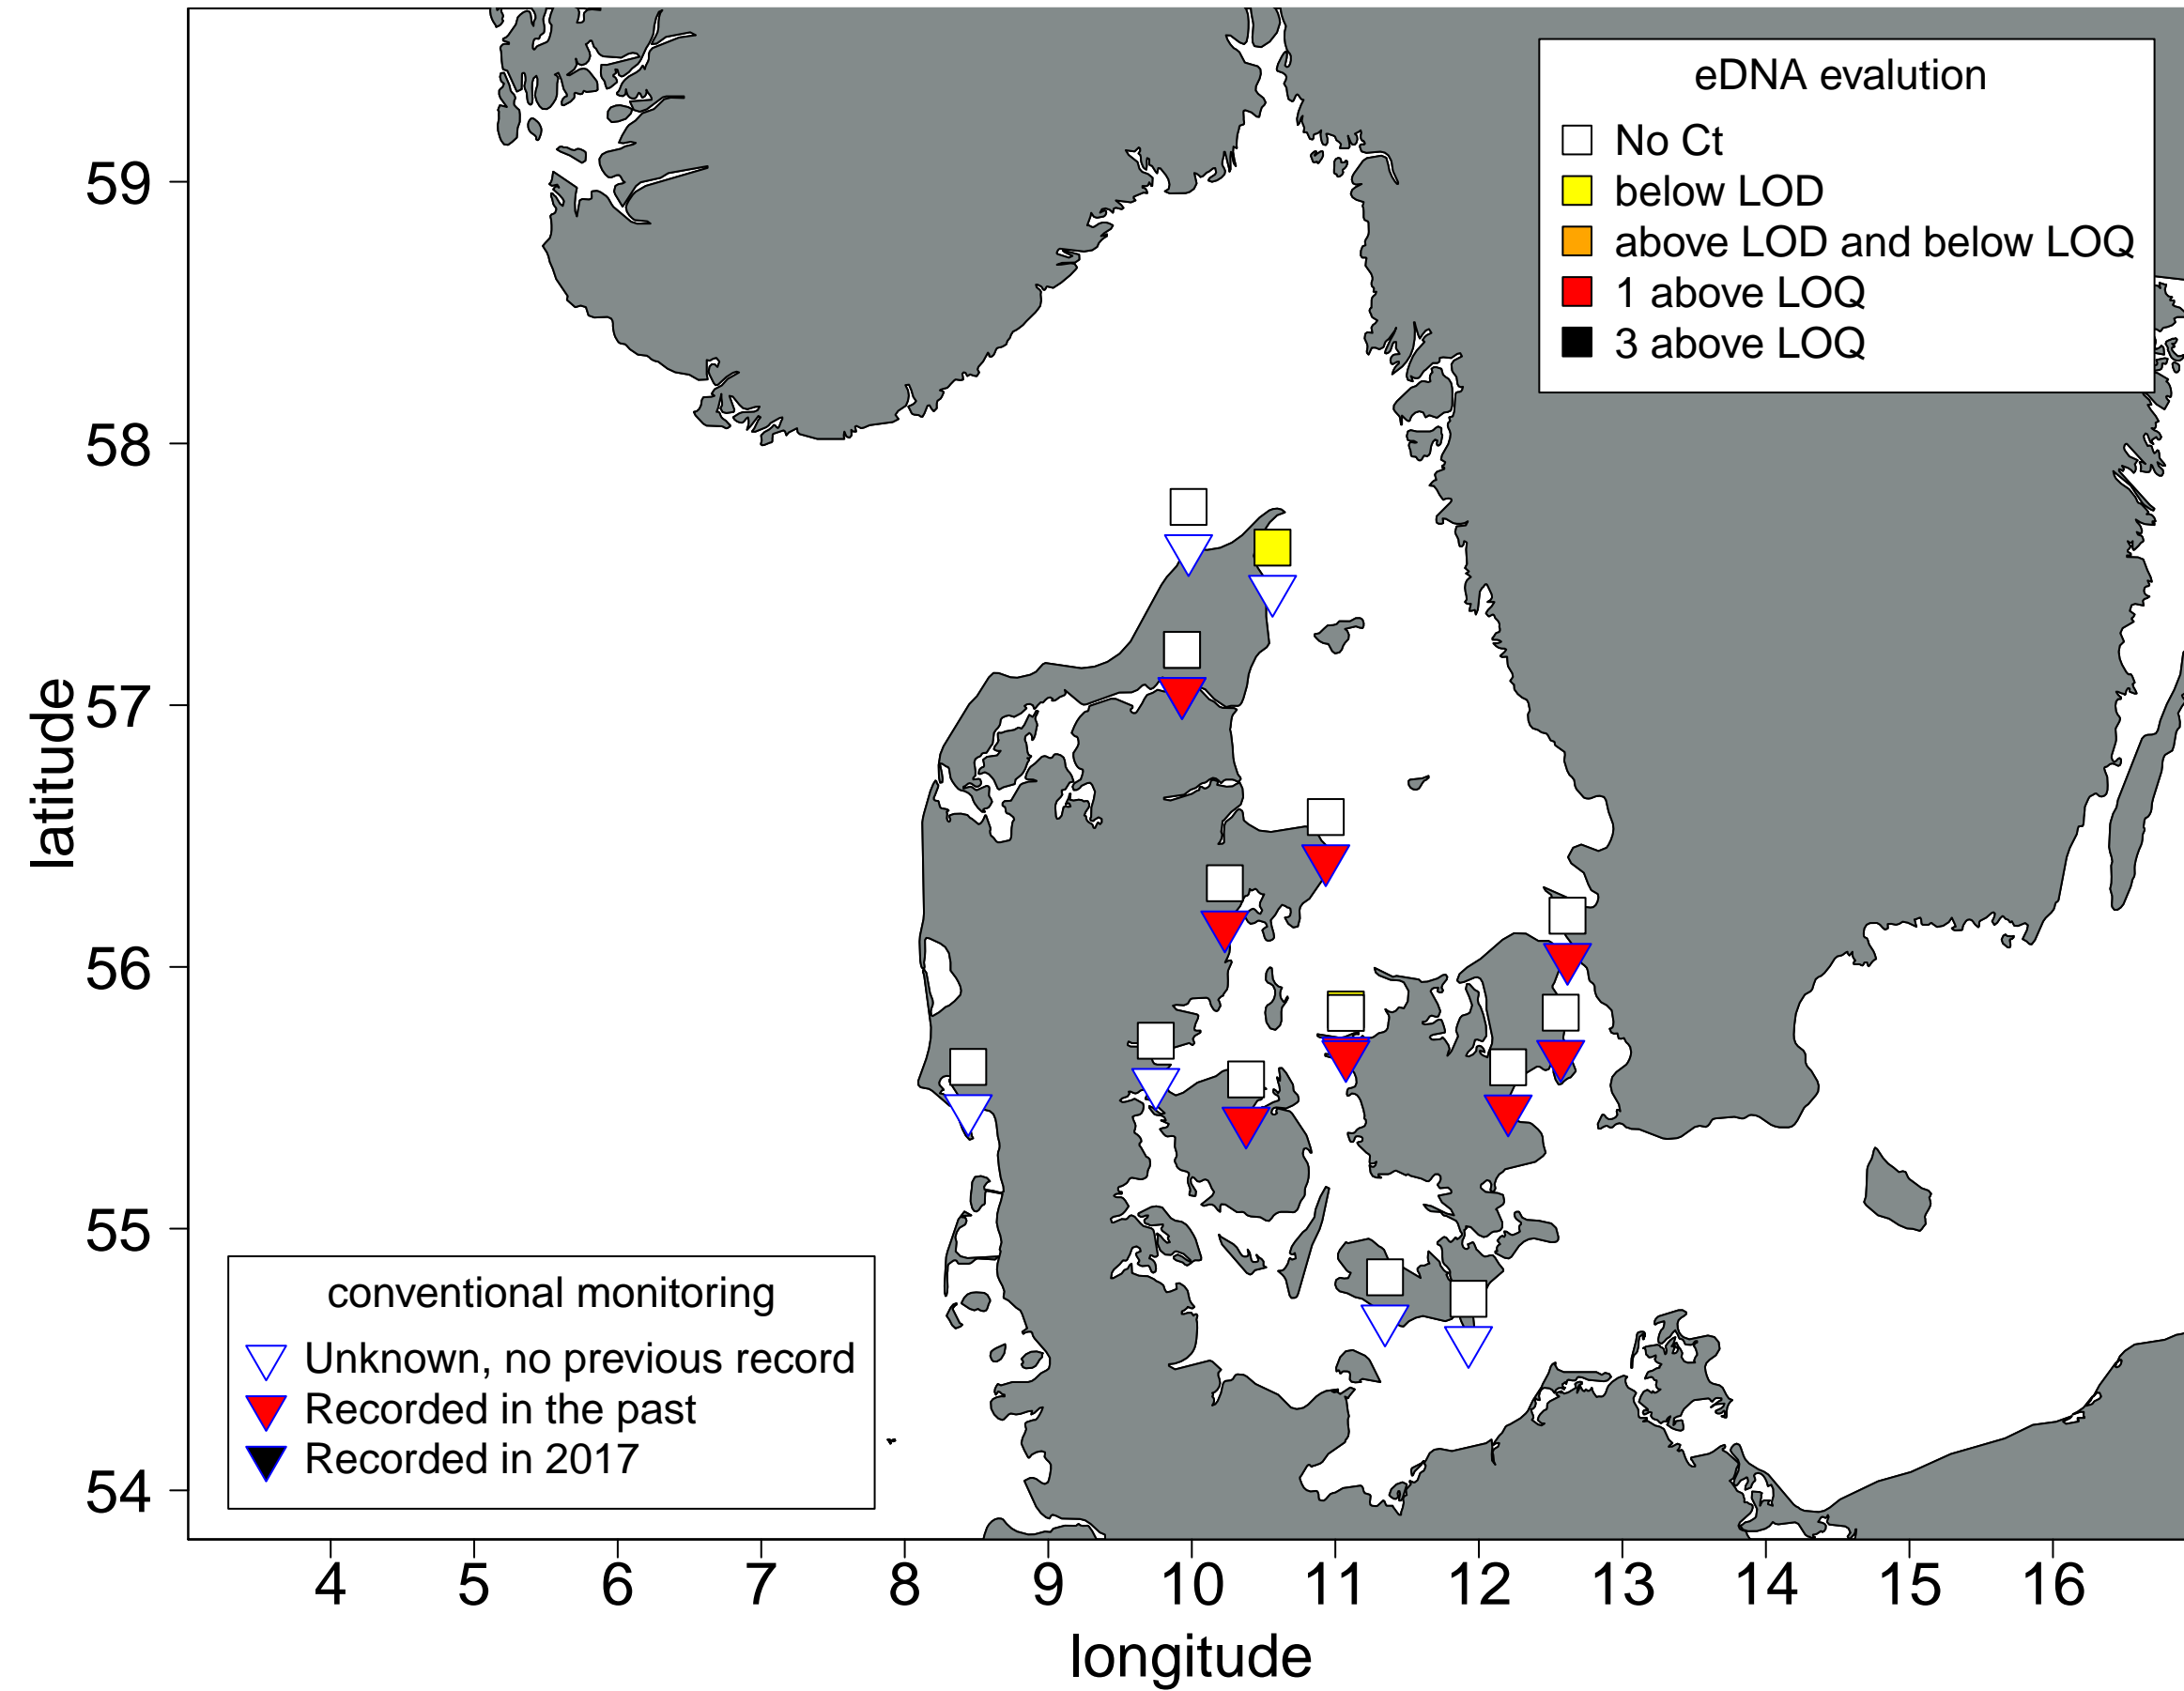 eDNA evalution
No Ct
below LOD
above LOD and below LOQ
1 above LOQ
3 above LOQ
59
58
57
56
55
54
latitude
conventional monitoring
Unknown, no previous record
Recorded in the past
Recorded in 2017
4 5 6 7 8 9 10 11 12 13 14 15 16
longitude